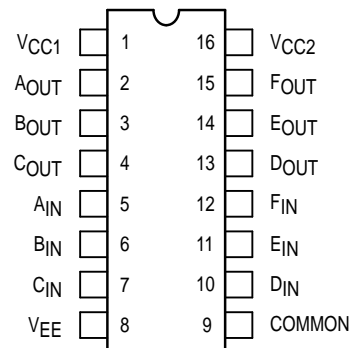 VCC1 1 16 VCC2
AOUT 2 15 FOUT
BOUT 3 14 EOUT
COUT 4 13 DOUT
AIN 5 12 FIN
BIN 6 11 EIN
CIN 7 10 DIN
VEE 8 9 COMMON